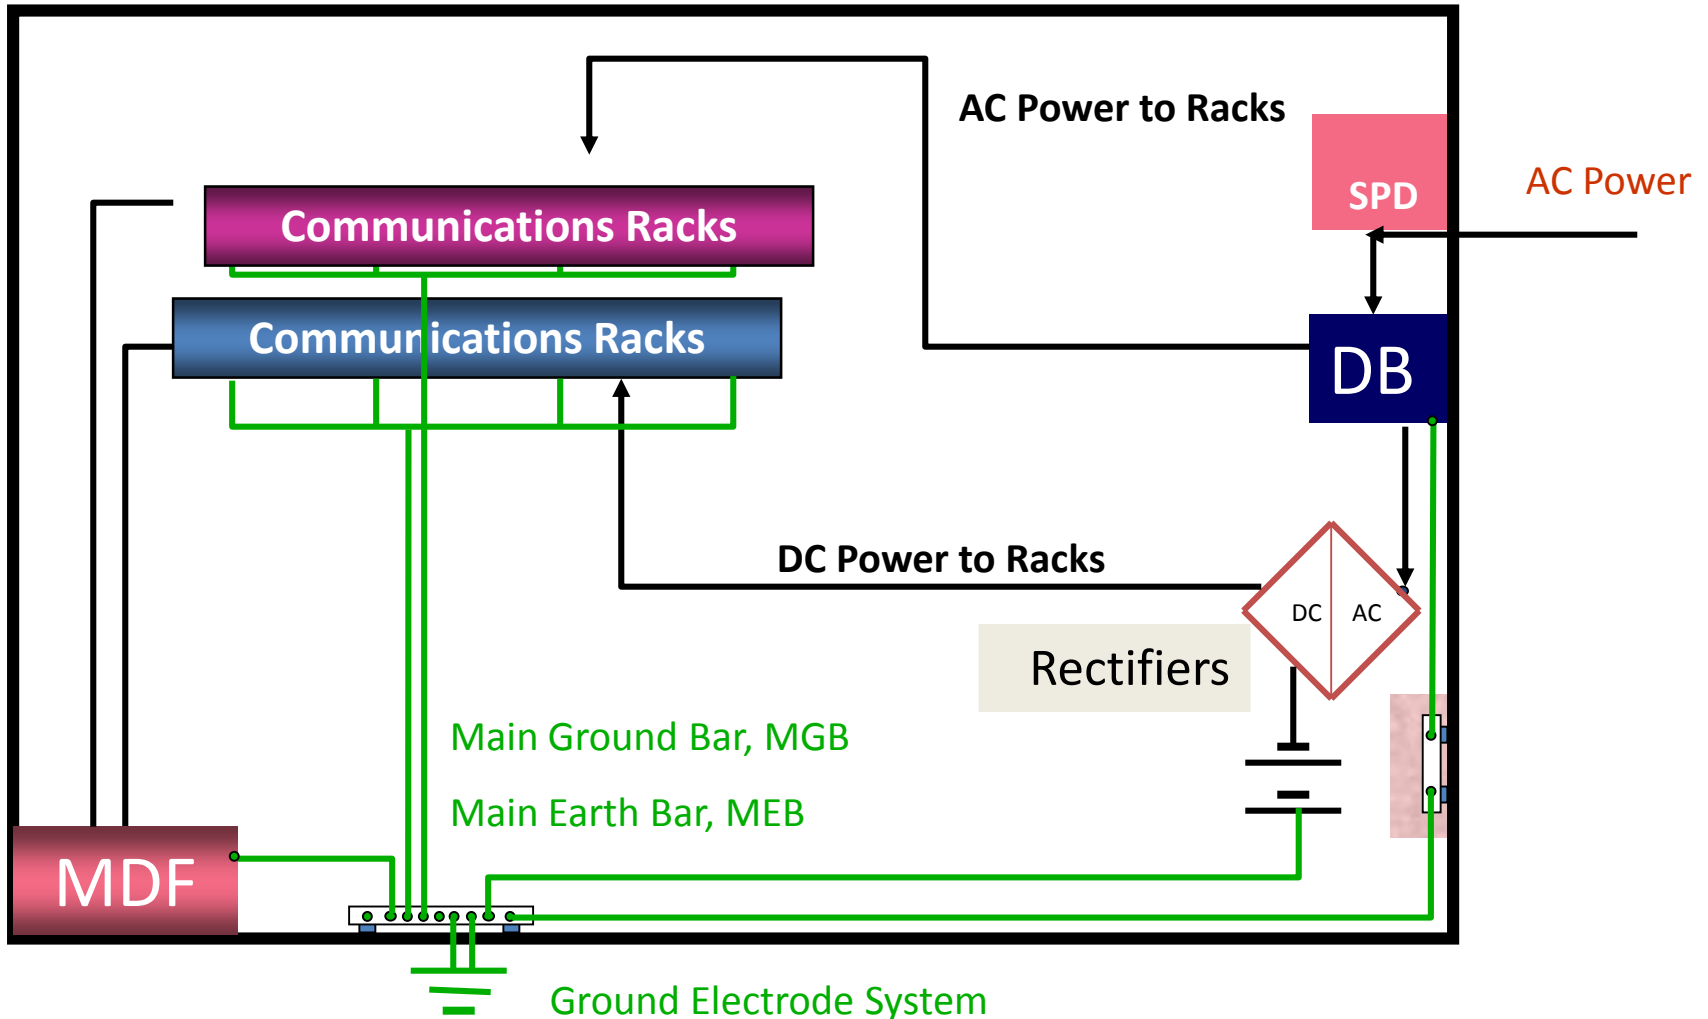 AC Power to Racks
AC Power
SPD
Communications Racks
Communications Racks
DB
DC Power to Racks
DC
AC
Rectifiers
Main Ground Bar, MGB
Main Earth Bar, MEB
MDF
Ground Electrode System